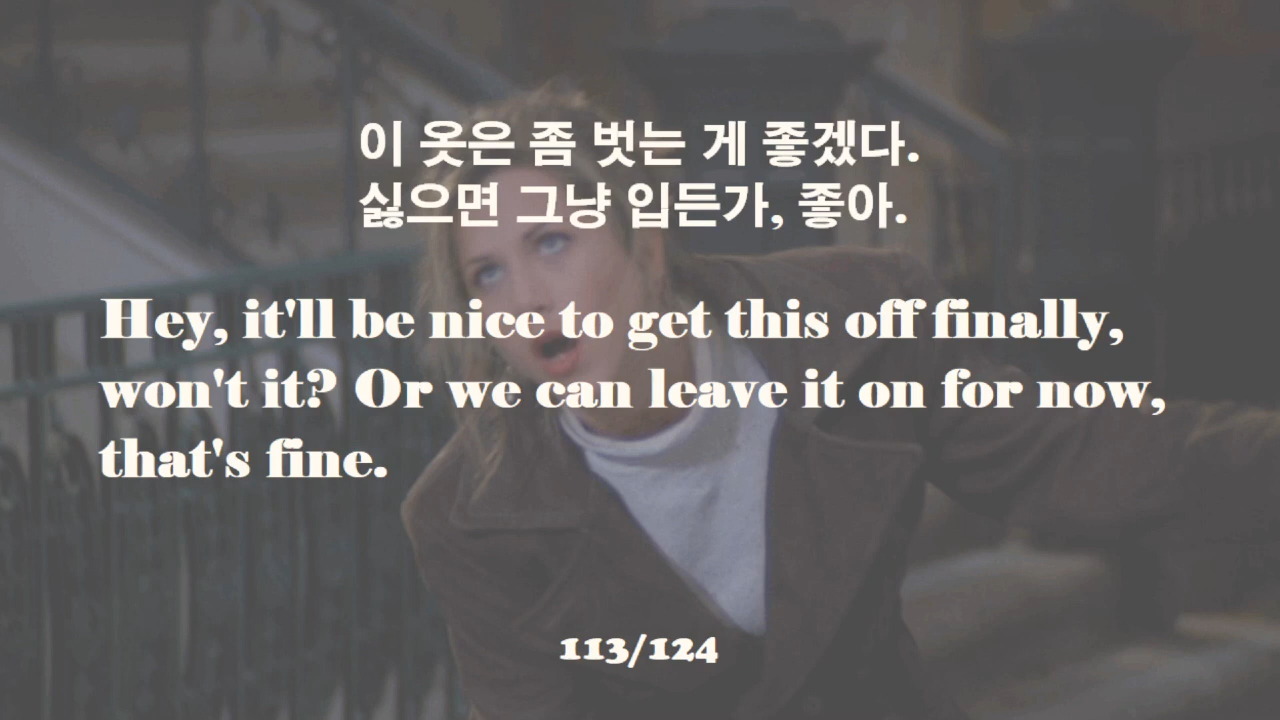 이 옷은 좀 벗는 게 좋겠다.
싫으면 그냥 입든가, 좋아.
Hey, it'll be nice to get this off finally,
won't it? Or we can leave it on for now,
that's fine.
113/124